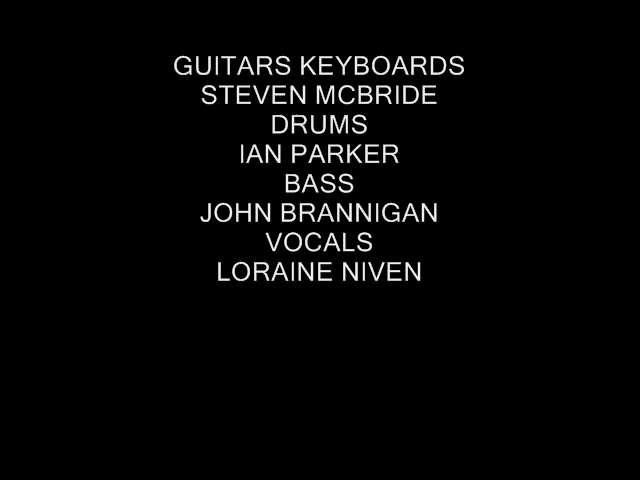 GUITARS KEYBOARDS
STEVEN MCBRIDE
DRUMS
IAN PARKER
BASS
JOHN BRANNIGAN
VOCALS
LORAINE NIVEN